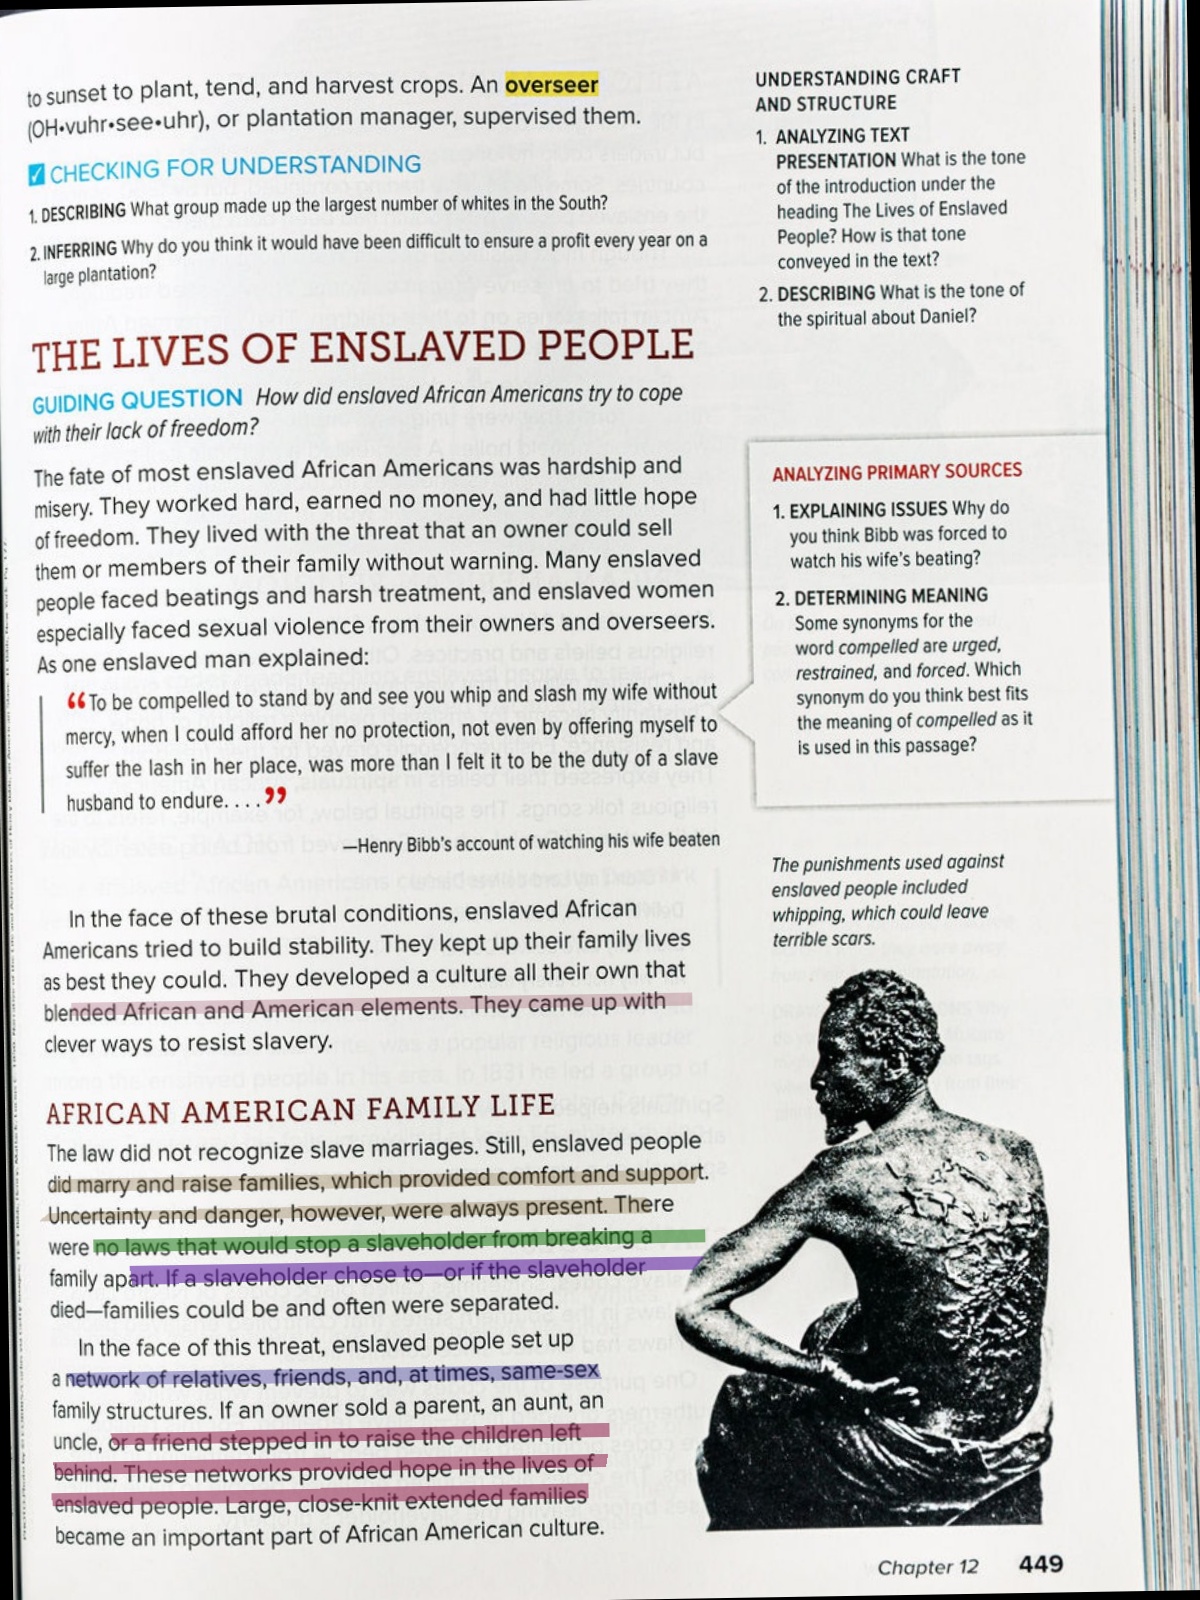 to sunset to plant, tend, and harvest crops. An overseer
(OH•vuhr•see•uhr), or plantation manager, supervised them.
CHECKING FOR UNDERSTANDING
1. DESCRIBING What group made up the largest number of whites in the South?
2. INFERRING Why do you think it would have been difficult to ensure a profit every year on a
large plantation?
THE LIVES OF ENSLAVED PEOPLE
GUIDING QUESTION How did enslaved African Americans try to cope
with their lack of freedom?
The fate of most enslaved African Americans was hardship and
misery. They worked hard, earned no money, and had little hope
of freedom. They lived with the threat that an owner could sell
them or members of their family without warning. Many enslaved
people faced beatings and harsh treatment, and enslaved women
especially faced sexual violence from their owners and overseers.
As one enslaved man explained:
“To be compelled to stand by and see you whip and slash my wife without
mercy, when I could afford her no protection, not even by offering myself to
suffer the lash in her place, was more than I felt it to be the duty of a slave
husband to endure. . . .”
—Henry Bibb's account of watching his wife beaten
In the face of these brutal conditions, enslaved African
Americans tried to build stability. They kept up their family lives
as best they could. They developed a culture all their own that
blended African and American elements. They came up with
clever ways to resist slavery.
AFRICAN AMERICAN FAMILY LIFE
The law did not recognize slave marriages. Still, enslaved people
did marry and raise families, which provided comfort and support.
Uncertainty and danger, however, were always present. There
were no laws that would stop a slaveholder from breaking a
family apart. If a slaveholder chose to—or if the slaveholder
died—families could be and often were separated.
In the face of this threat, enslaved people set up
a network of relatives, friends, and, at times, same-sex
family structures. If an owner sold a parent, an aunt, an
uncle, or a friend stepped in to raise the children left
behind. These networks provided hope in the lives of
enslaved people. Large, close-knit extended families
became an important part of African American culture.
UNDERSTANDING CRAFT
AND STRUCTURE
1. ANALYZING TEXT
PRESENTATION What is the tone
of the introduction under the
heading The Lives of Enslaved
People? How is that tone
conveyed in the text?
2. DESCRIBING What is the tone of
the spiritual about Daniel?
ANALYZING PRIMARY SOURCES
1. EXPLAINING ISSUES Why do
you think Bibb was forced to
watch his wife's beating?
2. DETERMINING MEANING
Some synonyms for the
word compelled are urged,
restrained, and forced. Which
synonym do you think best fits
the meaning of compelled as it
is used in this passage?
The punishments used against
enslaved people included
whipping, which could leave
terrible scars.
Chapter 12 449